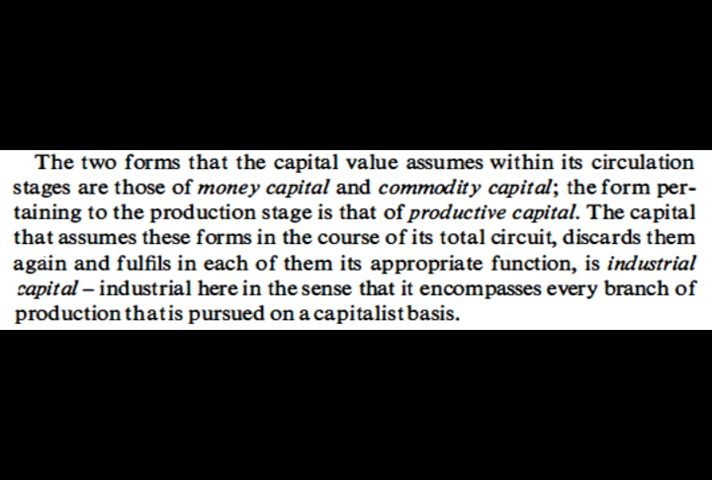 The two forms that the capital value assumes within its circulation
stages are those of money capital and commodity capital; the form per-
taining to the production stage is that of productive capital. The capital
that assumes these forms in the course of its total circuit, discards them
again and fulfils in each of them its appropriate function, is industrial
capital – industrial here in the sense that it encompasses every branch of
production that is pursued on a capitalist basis.